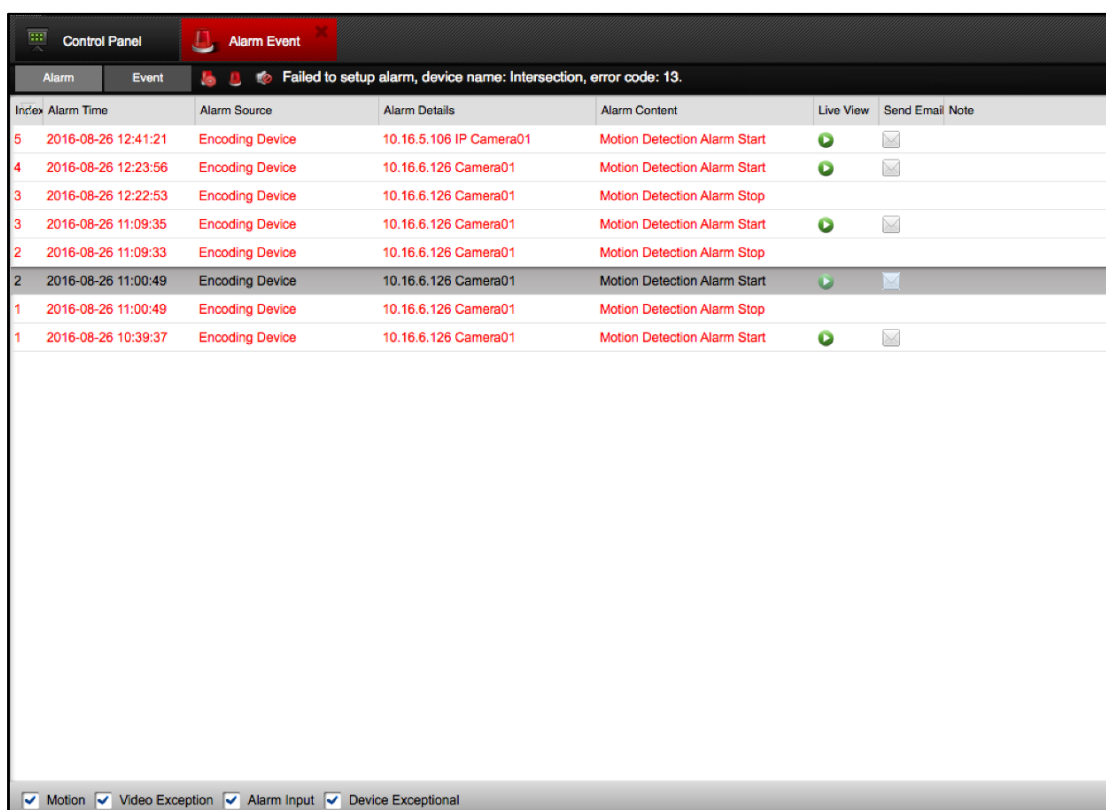 Control Panel Alarm Event
Alarm Event Failed to setup alarm, device name: Intersection, error code: 13.
Index Alarm Time Alarm Source Alarm Details Alarm Content Live View Send Email Note
5 2016-08-26 12:41:21 Encoding Device 10.16.5.106 IP Camera01 Motion Detection Alarm Start
4 2016-08-26 12:23:56 Encoding Device 10.16.6.126 Camera01 Motion Detection Alarm Start
3 2016-08-26 12:22:53 Encoding Device 10.16.6.126 Camera01 Motion Detection Alarm Stop
3 2016-08-26 11:09:35 Encoding Device 10.16.6.126 Camera01 Motion Detection Alarm Start
2 2016-08-26 11:09:33 Encoding Device 10.16.6.126 Camera01 Motion Detection Alarm Stop
2 2016-08-26 11:00:49 Encoding Device 10.16.6.126 Camera01 Motion Detection Alarm Start
1 2016-08-26 11:00:49 Encoding Device 10.16.6.126 Camera01 Motion Detection Alarm Stop
1 2016-08-26 10:39:37 Encoding Device 10.16.6.126 Camera01 Motion Detection Alarm Start
Motion Video Exception Alarm Input Device Exceptional